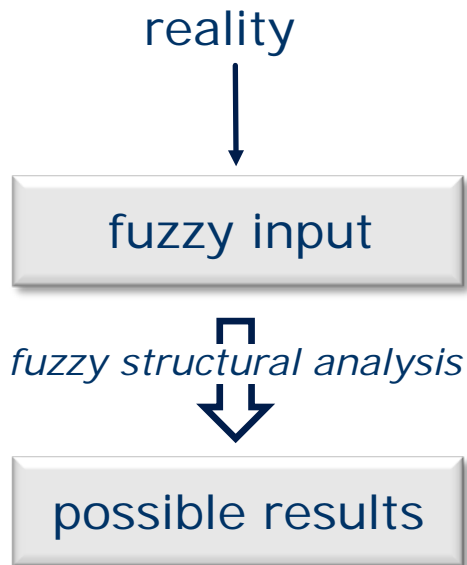 reality
fuzzy input
fuzzy structural analysis
possible results